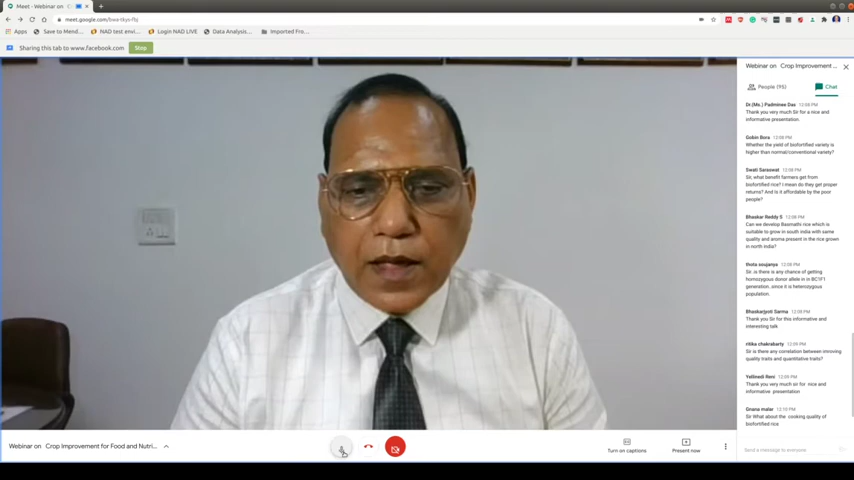 Meet - Webinar on
meet.google.com/bwa-tkyo-fbj
Apps Save to Mend... NAD test envi... Login NAD LIVE Data Analysis... Imported Fro...
Sharing this tab to www.facebook.com Stop
Webinar on Crop Improvement ...
People (93) Chat
Dr.(Ms.) Padminee Das 12:08 PM
Thank you very much Sir for a nice and
informative presentation.
Gobin Bora 12:08 PM
Whether the yield of biofortified variety is
higher than normal/conventional variety?
Swati Saraswat 12:08 PM
Sir, what benefit farmers get from
biofortified rice? I mean do they get proper
returns? And is it affordable by the poor
people?
Bhaskar Reddy S 12:08 PM
Can we develop Basmathi rice which is
suitable to grow in south india with same
quality and aroma present in the rice grown
in north india?
thota soujanya 12:08 PM
Sir .is there is any chance of getting
homozygous donor allele in in BC1F1
generation .since it is heterozygous
population.
Bhaskarjyoti Sarma 12:08 PM
Thank you Sir for this informative and
interesting talk
ritika chakrabarty 12:09 PM
Sir is there any correlation between imroving
quality traits and quantitative traits?
Yellinedi Reni 12:09 PM
Thank you very much sir for nice and
informative presentation
Gnana malar 12:10 PM
Sir What about the cooking quality of
biofortified rice
Send a message to everyone
Webinar on Crop Improvement for Food and Nutri...
Turn on captions Present now